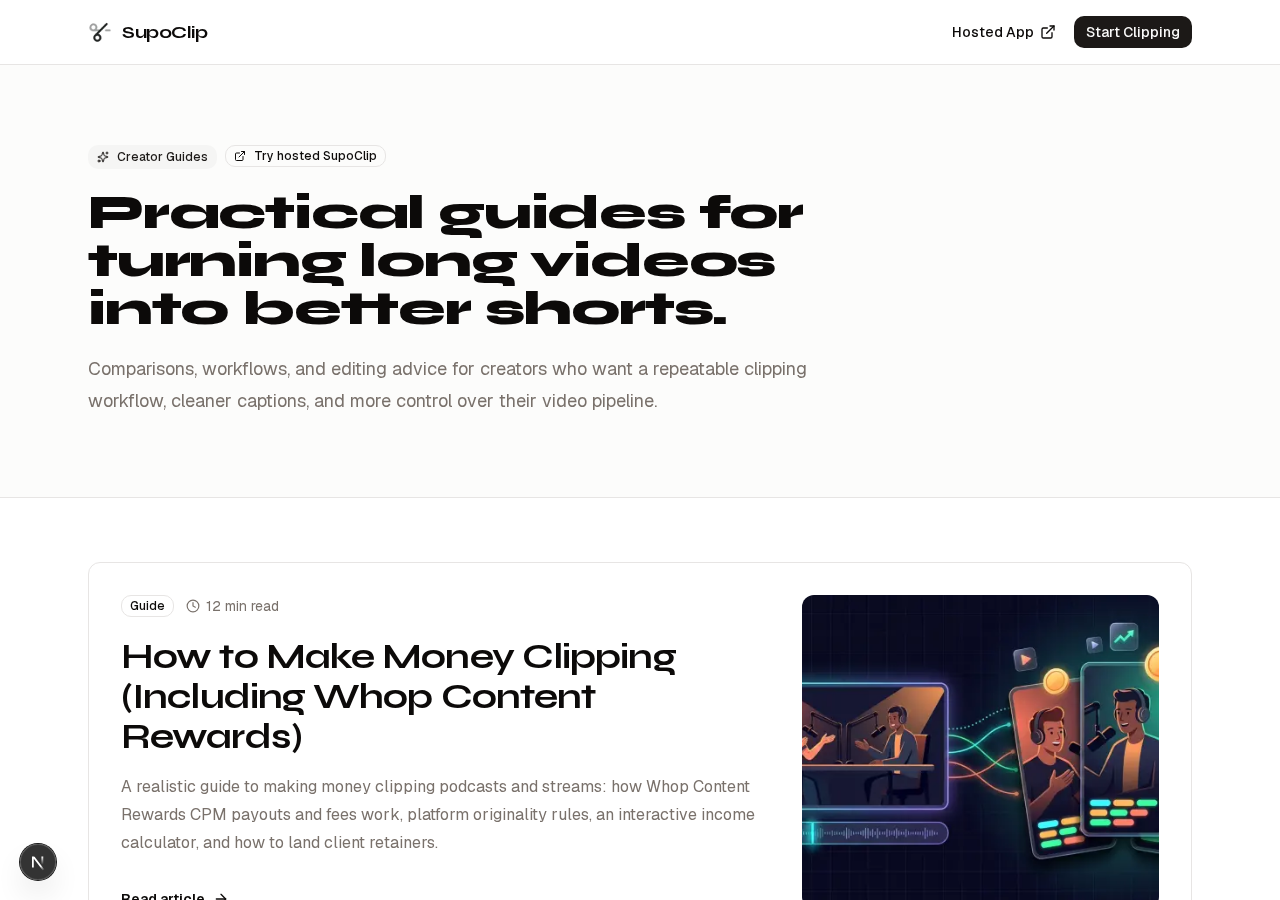 SupoClip
Hosted App
Start Clipping
Creator Guides
Try hosted SupoClip
Practical guides for
turning long videos
into better shorts.
Comparisons, workflows, and editing advice for creators who want a repeatable clipping
workflow, cleaner captions, and more control over their video pipeline.
Guide
12 min read
How to Make Money Clipping
(Including Whop Content
Rewards)
A realistic guide to making money clipping podcasts and streams: how Whop Content
Rewards CPM payouts and fees work, platform originality rules, an interactive income
calculator, and how to land client retainers.
Read article
N